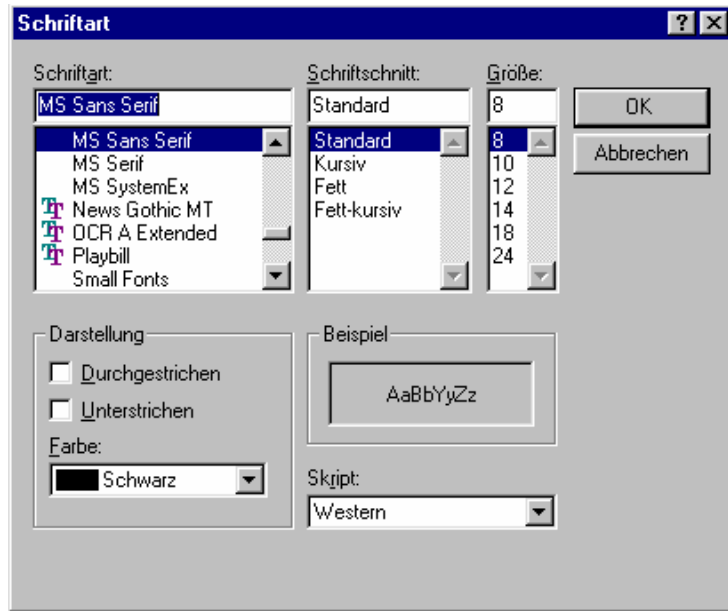 Schriftart
Schriftart:
MS Sans Serif
MS Sans Serif
MS Serif
MS SystemEx
News Gothic MT
OCR A Extended
Playbill
Small Fonts
Schriftschnitt:
Standard
Standard
Kursiv
Fett
Fett-kursiv
Größe:
8
8
10
12
14
18
24
OK
Abbrechen
Darstellung
Durchgestrichen
Unterstrichen
Farbe:
Schwarz
Beispiel
AaBbYyZz
Skript:
Western